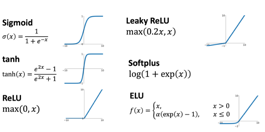 Sigmoid
σ(x) = 1 / (1 + e^{-x})
tanh
tanh(x) = (e^{2x} − 1) / (e^{2x} + 1)
ReLU
max(0, x)
Leaky ReLU
max(0.2x, x)
Softplus
log(1 + exp(x))
ELU
f(x) = { x, x > 0
α(exp(x) − 1), x ≤ 0